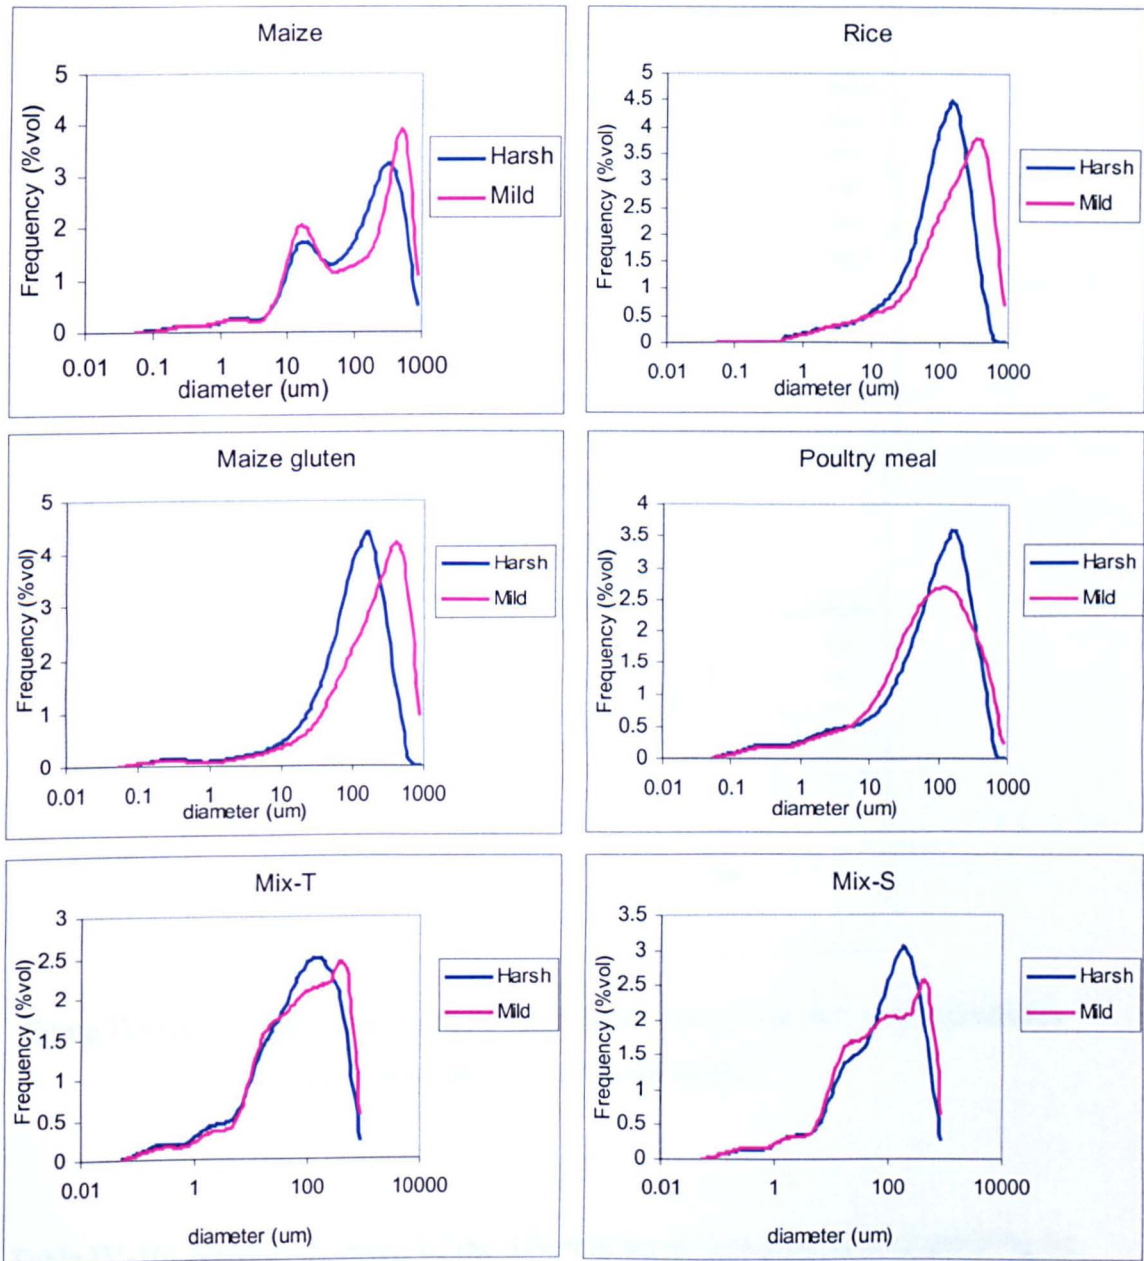 Maize
Frequency (%vol)
5
4
3
2
1
0
0.01 0.1 1 10 100 1000
diameter (um)
Harsh
Mild
Rice
Frequency (%vol)
5
4.5
4
3.5
3
2.5
2
1.5
1
0.5
0
0.01 0.1 1 10 100 1000
diameter (um)
Harsh
Mild
Maize gluten
Frequency (%vol)
5
4
3
2
1
0
0.01 0.1 1 10 100 1000
diameter (um)
Harsh
Mild
Poultry meal
Frequency (%vol)
4
3.5
3
2.5
2
1.5
1
0.5
0
0.01 0.1 1 10 100 1000
diameter (um)
Harsh
Mild
Mix-T
Frequency (%vol)
3
2.5
2
1.5
1
0.5
0
0.01 1 100 10000
diameter (um)
Harsh
Mild
Mix-S
Frequency (%vol)
3.5
3
2.5
2
1.5
1
0.5
0
0.01 1 100 10000
diameter (um)
Harsh
Mild